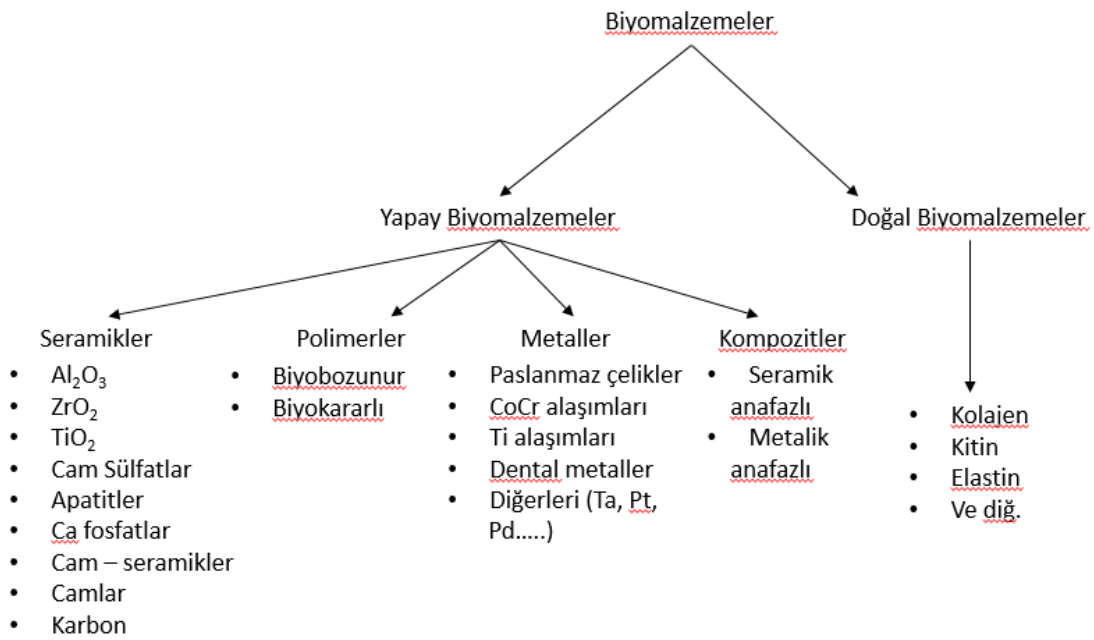 Biyomalzemeler
Yapay Biyomalzemeler
Doğal Biyomalzemeler
Seramikler
• Al₂O₃
• ZrO₂
• TiO₂
• Cam Sülfatlar
• Apatitler
• Ca fosfatlar
• Cam – seramikler
• Camlar
• Karbon
Polimerler
• Biyobozunur
• Biyokararlı
Metaller
• Paslanmaz çelikler
• CoCr alaşımları
• Ti alaşımları
• Dental metaller
• Diğerleri (Ta, Pt,
Pd.....)
Kompozitler
• Seramik
anafazlı
• Metalik
anafazlı
• Kolajen
• Kitin
• Elastin
• Ve diğ.